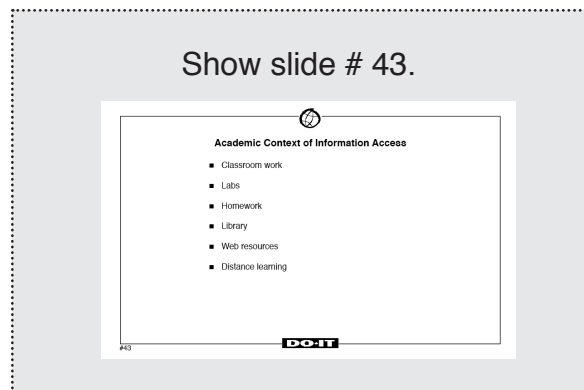 Show slide # 43.
Academic Context of Information Access
■ Classroom work
■ Labs
■ Homework
■ Library
■ Web resources
■ Distance learning
#43
DO-IT